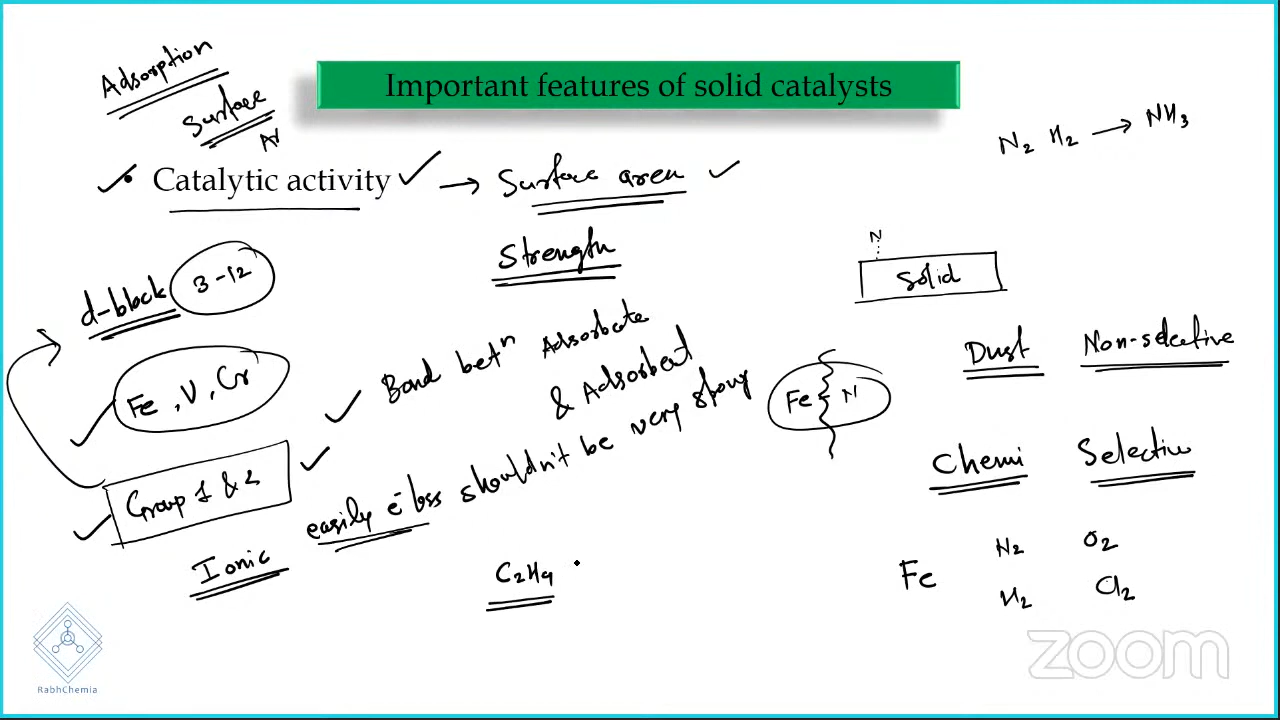 Adsorption
Surface
Important features of solid catalysts
N2 H2 → NH3
• Catalytic activity → Surface area
Strength
N
Solid
d-block 3-12
Fe, V, Cr
Bond betn Adsorbate
& Adsorbent
shouldn't be very strong
Fe N
Dust Non-selective
Chemi Selective
Group 1 & 2
easily e- loss
Ionic
C2H4
Fe
N2 O2
H2 Cl2
RabhChemia
zoom